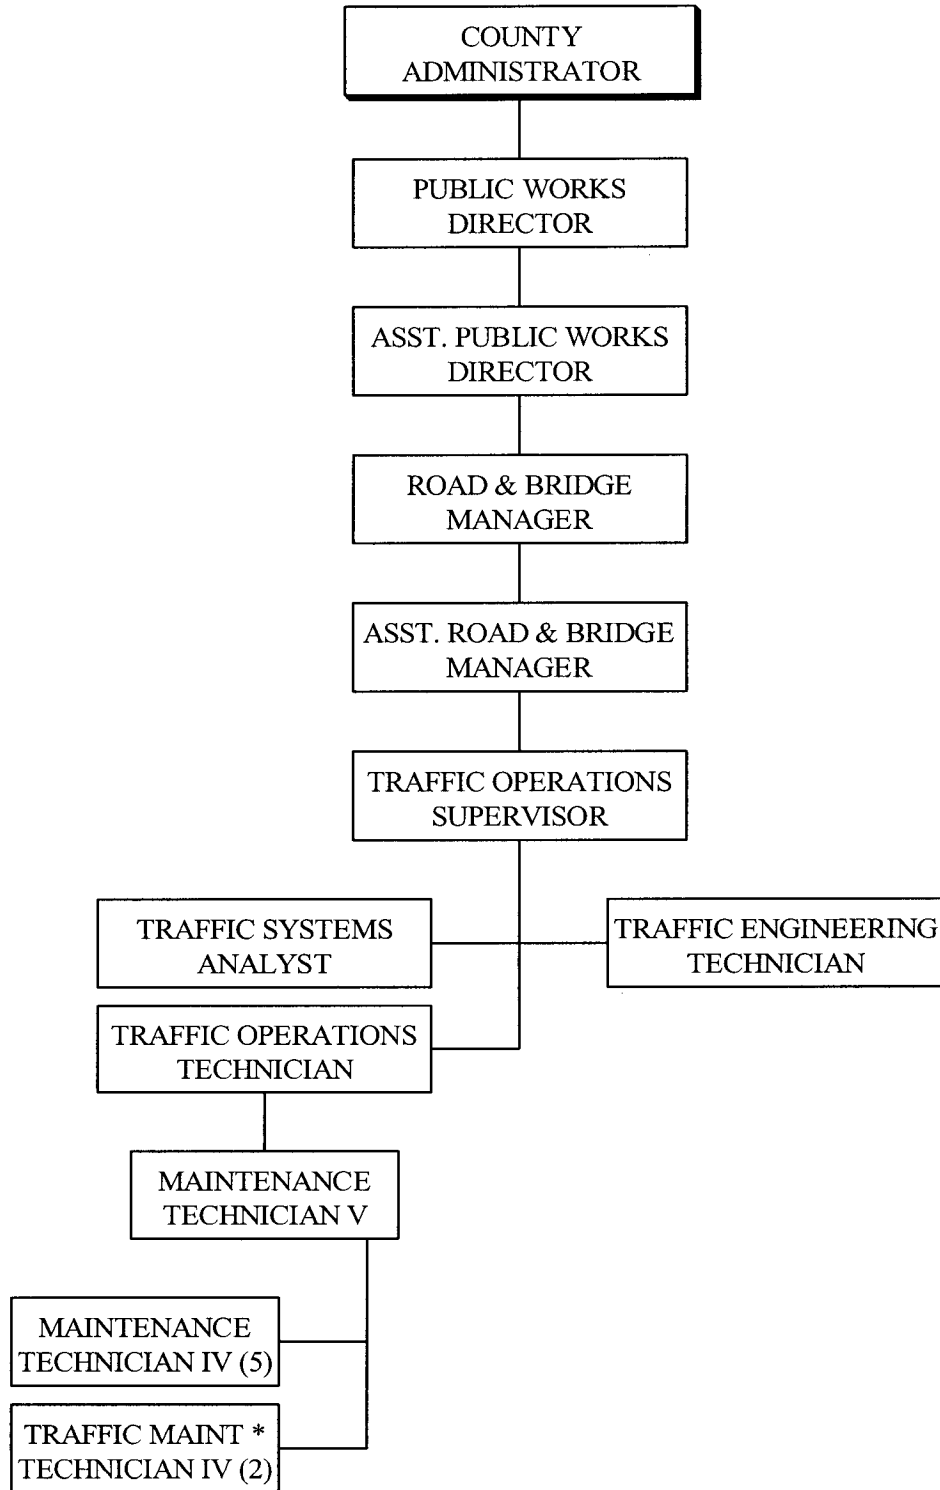 COUNTY
ADMINISTRATOR
PUBLIC WORKS
DIRECTOR
ASST. PUBLIC WORKS
DIRECTOR
ROAD & BRIDGE
MANAGER
ASST. ROAD & BRIDGE
MANAGER
TRAFFIC OPERATIONS
SUPERVISOR
TRAFFIC SYSTEMS
ANALYST
TRAFFIC ENGINEERING
TECHNICIAN
TRAFFIC OPERATIONS
TECHNICIAN
MAINTENANCE
TECHNICIAN V
MAINTENANCE
TECHNICIAN IV (5)
TRAFFIC MAINT *
TECHNICIAN IV (2)